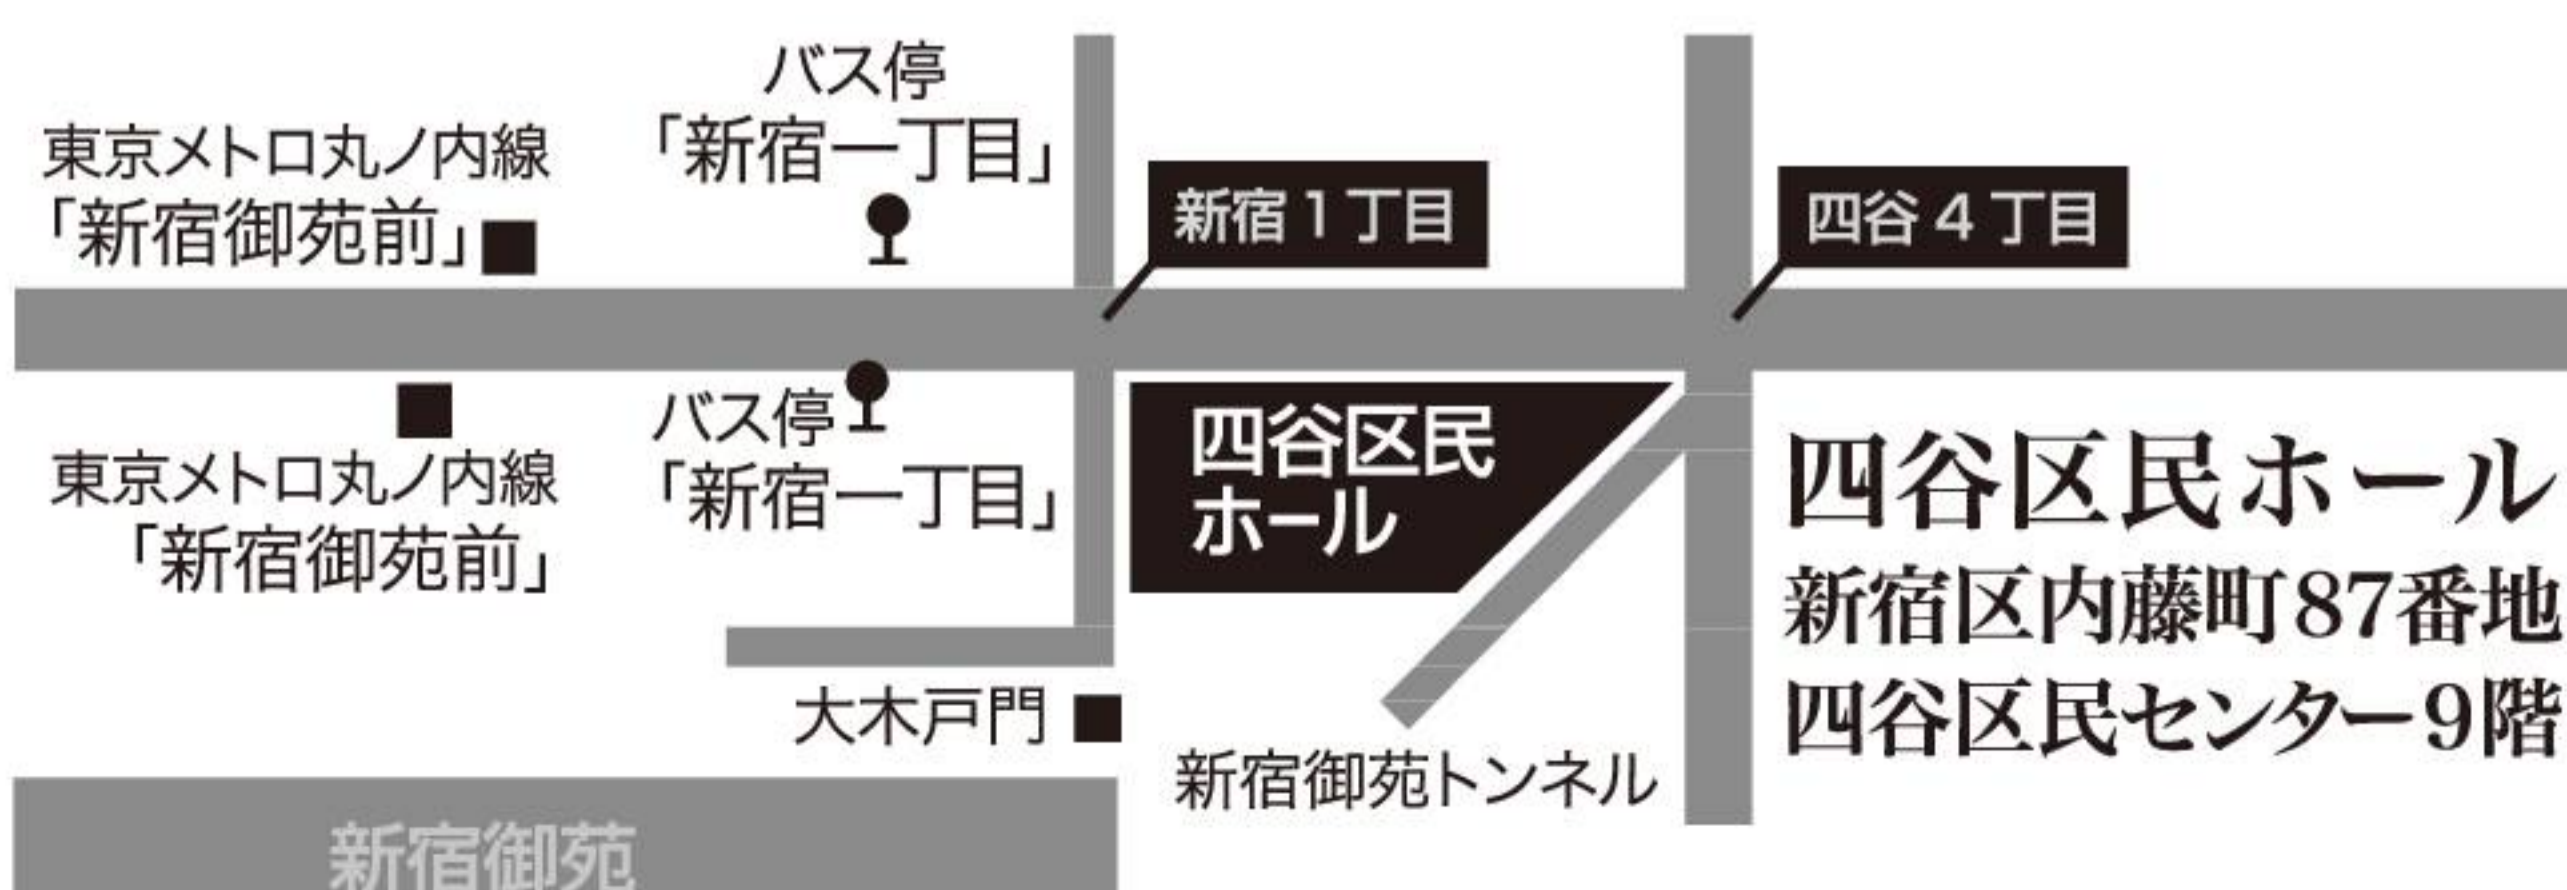 バス停
「新宿一丁目」
東京メトロ丸ノ内線
「新宿御苑前」
新宿1丁目
四谷4丁目
東京メトロ丸ノ内線
「新宿御苑前」
バス停
「新宿一丁目」
四谷区民
ホール
四谷区民ホール
新宿区内藤町87番地
四谷区民センター9階
大木戸門
新宿御苑トンネル
新宿御苑